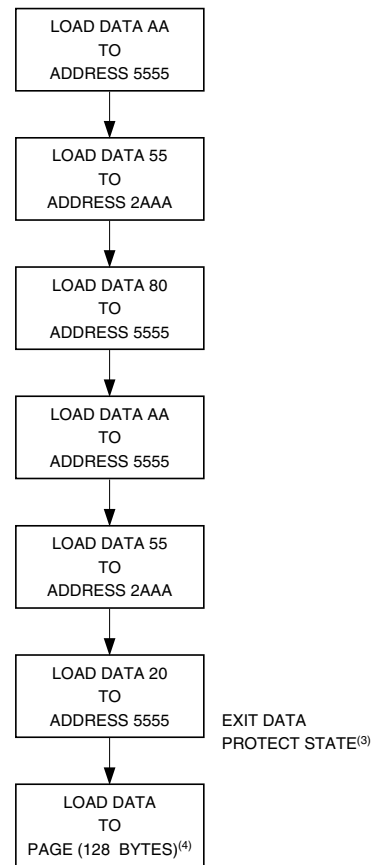 LOAD DATA AA
TO
ADDRESS 5555
LOAD DATA 55
TO
ADDRESS 2AAA
LOAD DATA 80
TO
ADDRESS 5555
LOAD DATA AA
TO
ADDRESS 5555
LOAD DATA 55
TO
ADDRESS 2AAA
LOAD DATA 20
TO
ADDRESS 5555
EXIT DATA
PROTECT STATE(3)
LOAD DATA
TO
PAGE (128 BYTES)(4)